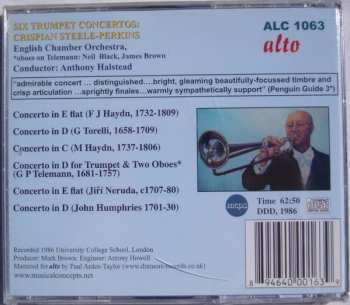 SIX TRUMPET CONCERTOS:
CRISPIAN STEELE-PERKINS
English Chamber Orchestra,
*oboes on Telemann: Neil Black, James Brown
Conductor: Anthony Halstead
ALC 1063
alto
"admirable concert ... distinguished....bright, gleaming beautifully-focussed timbre and
crisp articulation ...sprightly finales...warmly sympathetically support" (Penguin Guide 3*)
Concerto in E flat (F J Haydn, 1732-1809)
Concerto in D (G Torelli, 1658-1709)
Concerto in C (M Haydn, 1737-1806)
Concerto in D for Trumpet & Two Oboes*
(G P Telemann, 1681-1757)
Concerto in E flat (Jiří Neruda, c1707-80)
Concerto in D (John Humphries 1701-30)
mcps
Time 62:50
DDD, 1986
Recorded 1986 University College School, London
Producer: Mark Brown Engineer: Antony Howell
Mastered for alto by Paul Arden-Taylor (www.dinmore-records.co.uk)
www.musicalconcepts.net
8 94640 00163 9